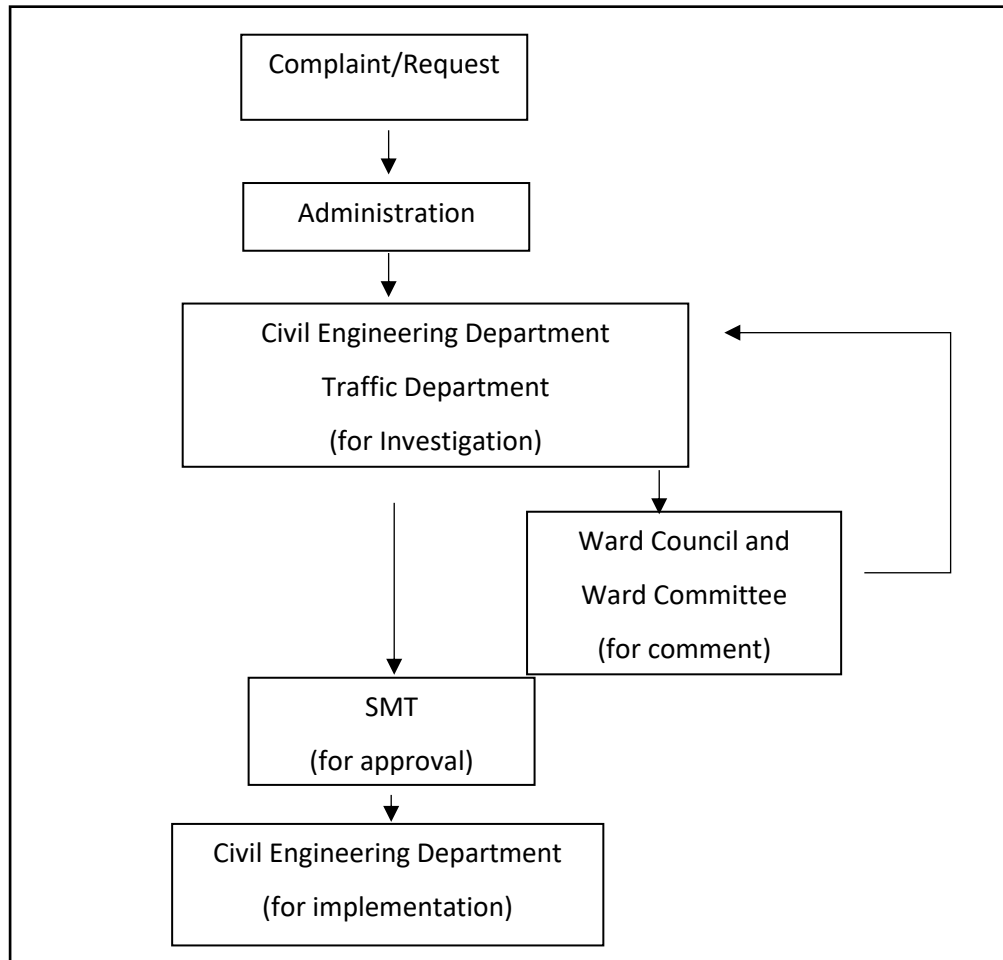 Complaint/Request
Administration
Civil Engineering Department
Traffic Department
(for Investigation)
Ward Council and
Ward Committee
(for comment)
SMT
(for approval)
Civil Engineering Department
(for implementation)